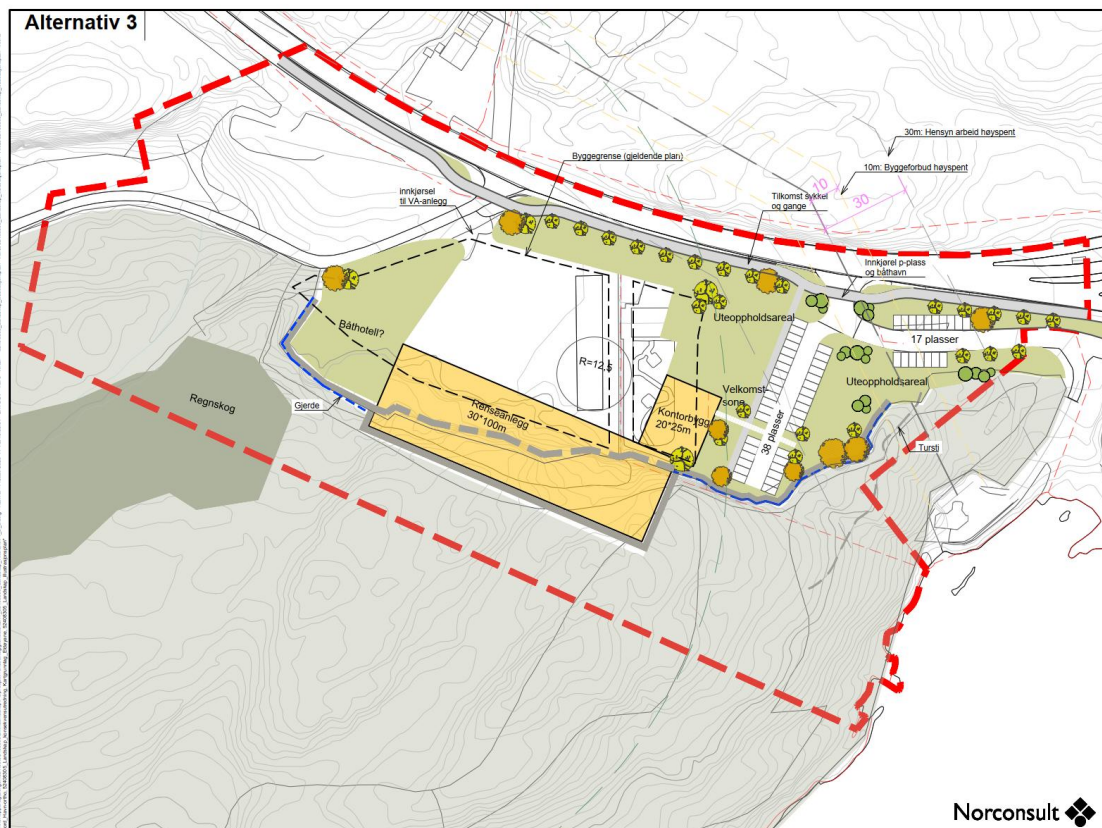 Alternativ 3
30m: Hensyn arbeid høyspent
Byggegrense (gjeldende plan)
10m: Byggeforbud høyspent
innkjørsel
til VA-anlegg
10
30
Tilkomst sykkel
og gange
Innkjørel p-plass
og båthavn
Uteoppholdsareal
Båthotell?
17 plasser
R=12,5
Uteoppholdsareal
Regnskog
Gjerde
Renseanlegg
30*100m
Kontorbygg
20*25m
Velkomst-
sone
38 plasser
Tursti
Norconsult